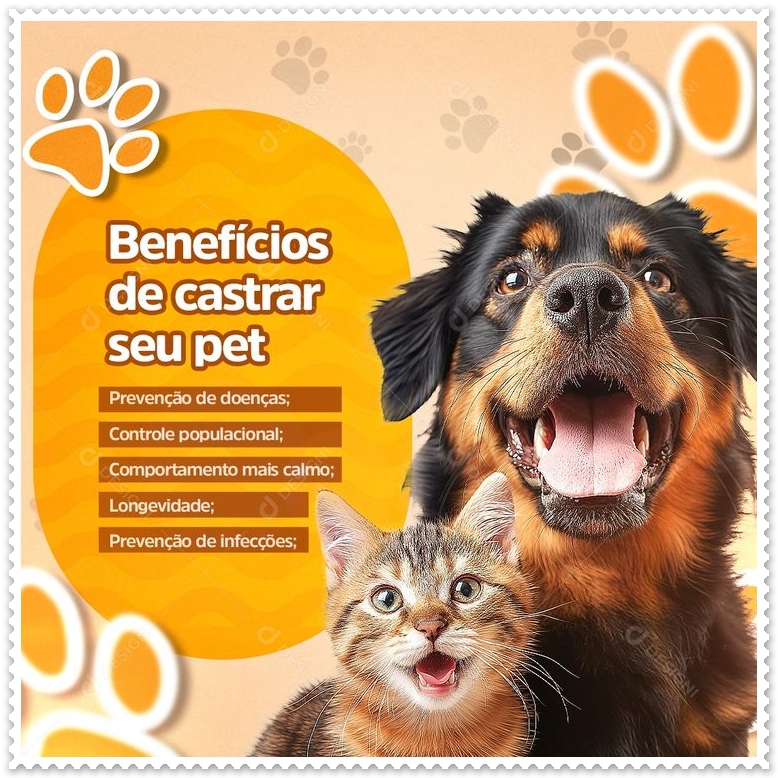 Benefícios
de castrar
seu pet
Prevenção de doenças;
Controle populacional;
Comportamento mais calmo;
Longevidade;
Prevenção de infecções;